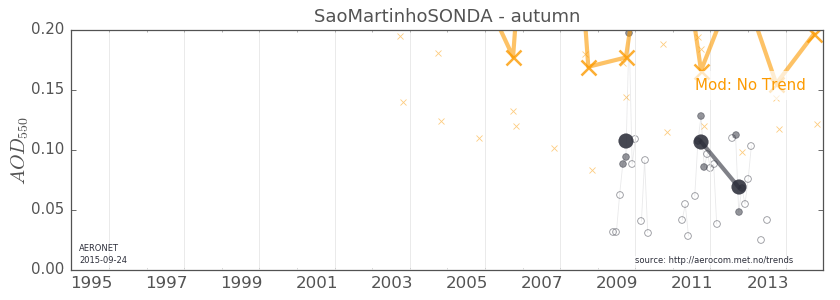 SaoMartinhoSONDA - autumn
0.20
0.15
0.10
0.05
0.00
AOD550
Mod: No Trend
AERONET
2015-09-24
source: http://aerocom.met.no/trends
1995 1997 1999 2001 2003 2005 2007 2009 2011 2013